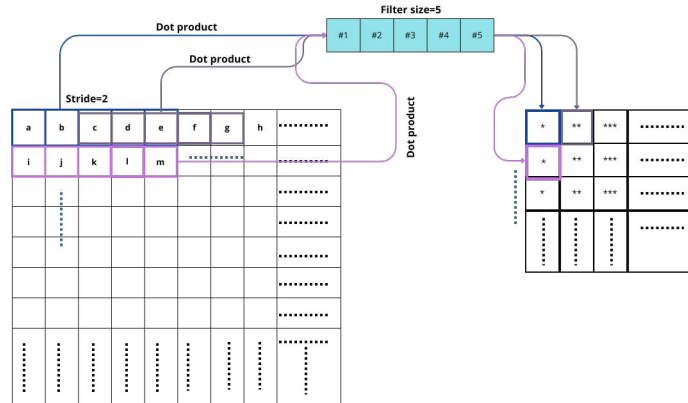 Filter size=5
Dot product
#1 #2 #3 #4 #5
Dot product
Stride=2
Dot product
a b c d e f g h
i j k l m
* ** ***
* ** ***
* ** ***